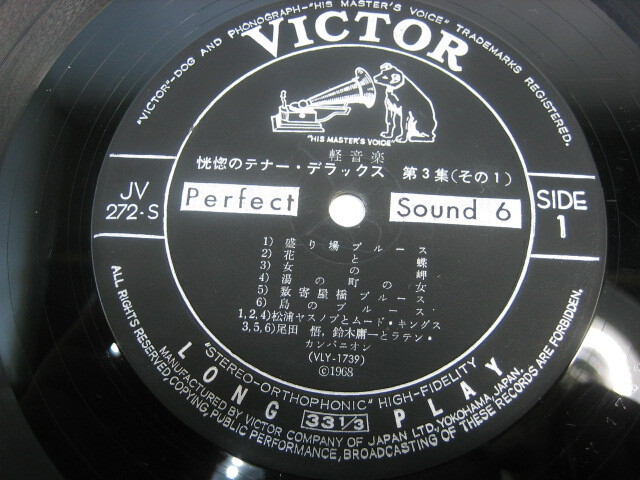 "VICTOR"-DOG AND PHONOGRAPH-"HIS MASTER'S VOICE" TRADEMARKS REGISTERED.
VICTOR
"HIS MASTER'S VOICE"
軽音楽
恍惚のテナー・デラックス 第3集(その1)
JV
272-S
Perfect Sound 6
SIDE
1
1) 盛り場ブルース
2) 花と蝶
3) 女の岬
4) 湯の町の女
5) 数寄屋橋ブルース
6) 島のブルース
1,2,4)松浦ヤスノブとムード・キングス
3,5,6)尾田 悟,鈴木庸一とラテン・
カンパニオン
(VLY-1739)
©1968
"STEREO-ORTHOPHONIC" HIGH-FIDELITY
LONG 33 1/3 PLAY
ALL RIGHTS RESERVED, COPYING, PUBLIC PERFORMANCE, BROADCASTING OF THESE RECORDS ARE FORBIDDEN.
MANUFACTURED BY VICTOR COMPANY OF JAPAN LTD. YOKOHAMA, JAPAN.